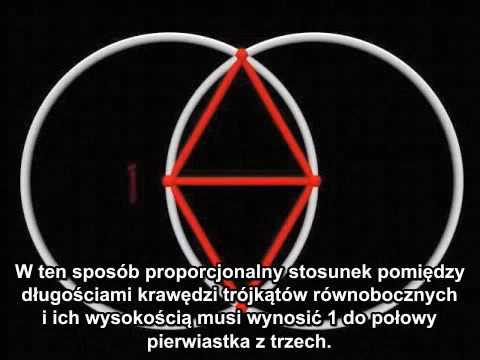 W ten sposób proporcjonalny stosunek pomiędzy
długościami krawędzi trójkątów równobocznych
i ich wysokością musi wynosić 1 do połowy
pierwiastka z trzech.